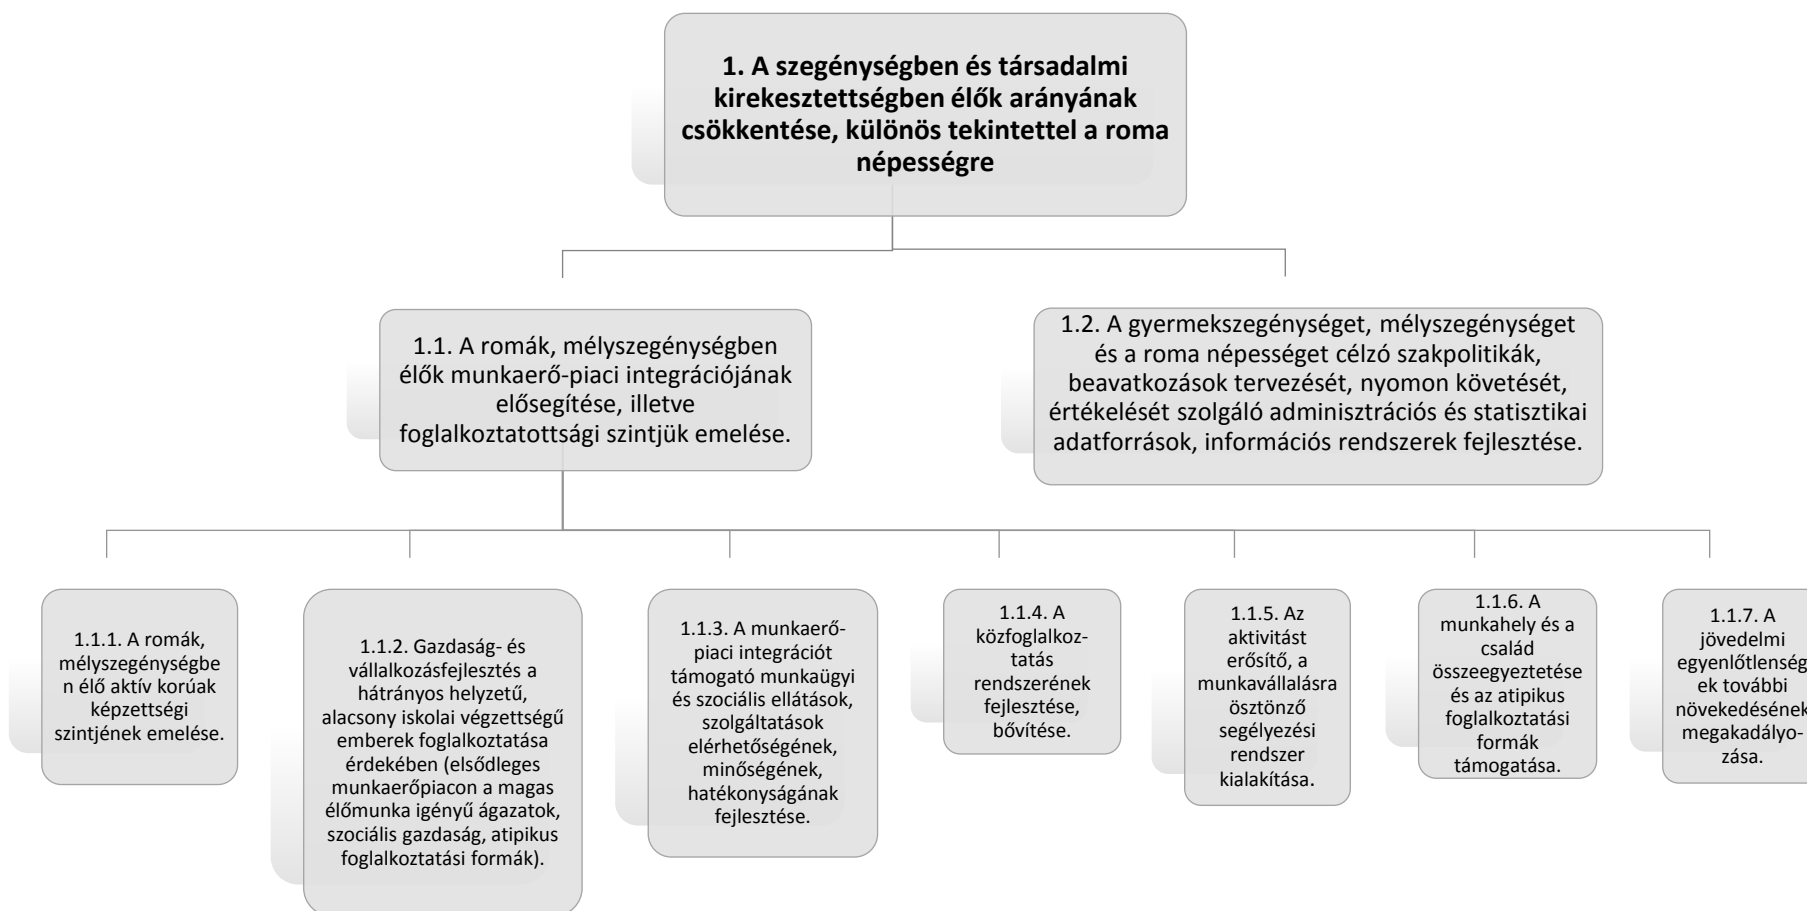 1. A szegénységben és társadalmi
kirekesztettségben élők arányának
csökkentése, különös tekintettel a roma
népességre
1.1. A romák, mélyszegénységben
élők munkaerő-piaci integrációjának
elősegítése, illetve
foglalkoztatottsági szintjük emelése.
1.2. A gyermekszegénységet, mélyszegénységet
és a roma népességet célzó szakpolitikák,
beavatkozások tervezését, nyomon követését,
értékelését szolgáló adminisztrációs és statisztikai
adatforrások, információs rendszerek fejlesztése.
1.1.1. A romák,
mélyszegénységbe
n élő aktív korúak
képzettségi
szintjének emelése.
1.1.2. Gazdaság- és
vállalkozásfejlesztés a
hátrányos helyzetű,
alacsony iskolai végzettségű
emberek foglalkoztatása
érdekében (elsődleges
munkaerőpiacon a magas
élőmunka igényű ágazatok,
szociális gazdaság, atipikus
foglalkoztatási formák).
1.1.3. A munkaerő-
piaci integrációt
támogató munkaügyi
és szociális ellátások,
szolgáltatások
elérhetőségének,
minőségének,
hatékonyságának
fejlesztése.
1.1.4. A
közfoglalkoz-
tatás
rendszerének
fejlesztése,
bővítése.
1.1.5. Az
aktivitást
erősítő, a
munkavállalásra
ösztönző
segélyezési
rendszer
kialakítása.
1.1.6. A
munkahely és a
család
összeegyeztetése
és az atipikus
foglalkoztatási
formák
támogatása.
1.1.7. A
jövedelmi
egyenlőtlenség
ek további
növekedésének
megakadályo-
zása.